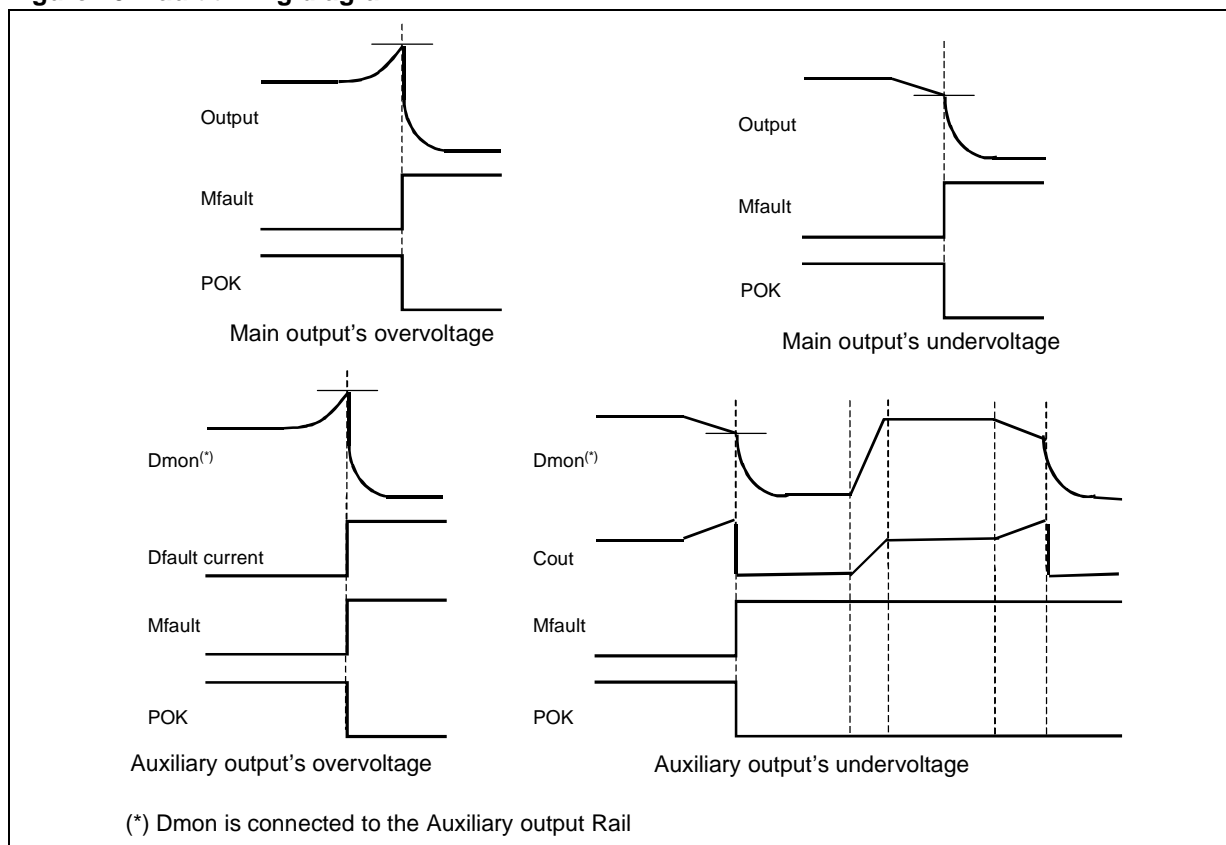 Output
Mfault
POK
Main output's overvoltage
Output
Mfault
POK
Main output's undervoltage
Dmon(*)
Dfault current
Mfault
POK
Auxiliary output's overvoltage
Dmon(*)
Cout
Mfault
POK
Auxiliary output's undervoltage
(*) Dmon is connected to the Auxiliary output Rail